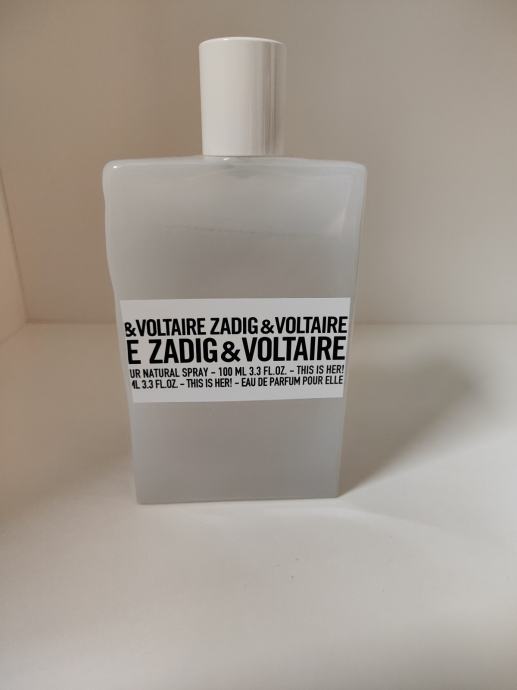 &VOLTAIRE ZADIG&VOLTAIRE
E ZADIG&VOLTAIRE
UR NATURAL SPRAY – 100 ML 3.3 FL.OZ. – THIS IS HER!
ML 3.3 FL.OZ. – THIS IS HER! – EAU DE PARFUM POUR ELLE